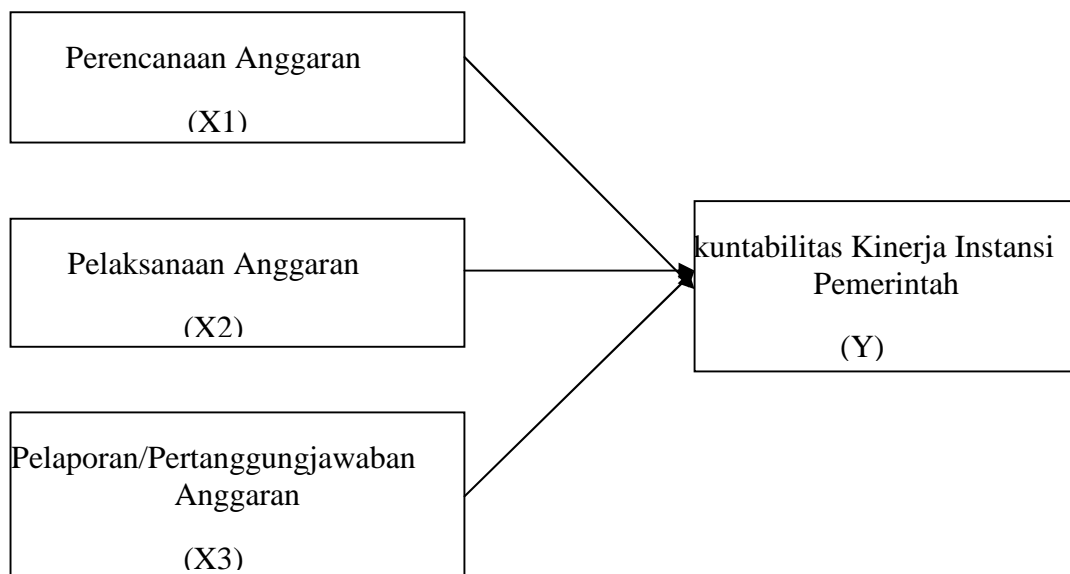 Perencanaan Anggaran
(X1)
Pelaksanaan Anggaran
(X2)
Pelaporan/Pertanggungjawaban
Anggaran
(X3)
kuntabilitas Kinerja Instansi
Pemerintah
(Y)